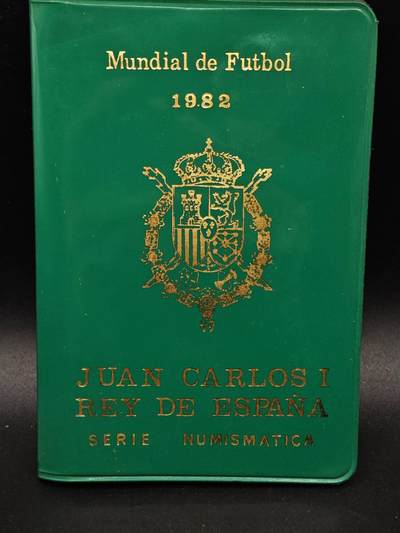 Mundial de Futbol
1982
JUAN CARLOS I
REY DE ESPAÑA
SERIE NUMISMATICA